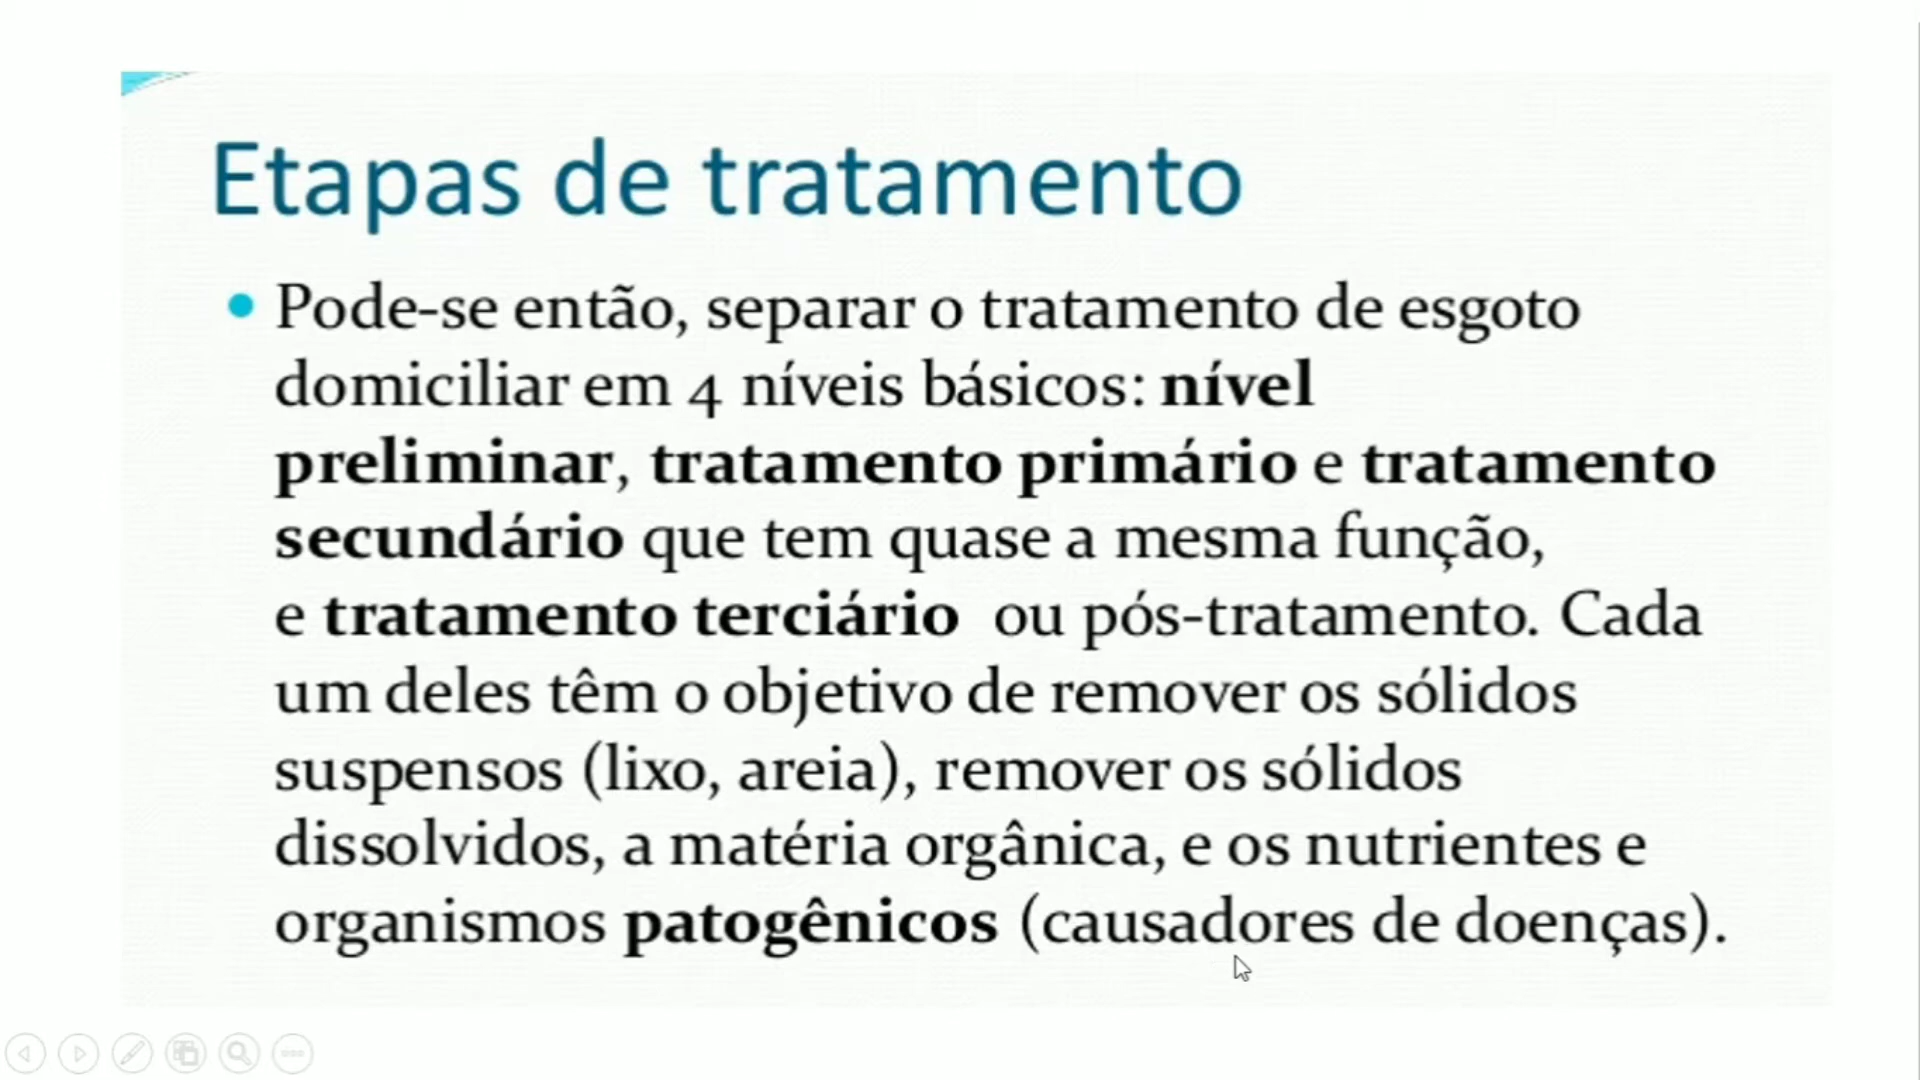 Etapas de tratamento
Pode-se então, separar o tratamento de esgoto
domiciliar em 4 níveis básicos: nível
preliminar, tratamento primário e tratamento
secundário que tem quase a mesma função,
e tratamento terciário ou pós-tratamento. Cada
um deles têm o objetivo de remover os sólidos
suspensos (lixo, areia), remover os sólidos
dissolvidos, a matéria orgânica, e os nutrientes e
organismos patogênicos (causadores de doenças).